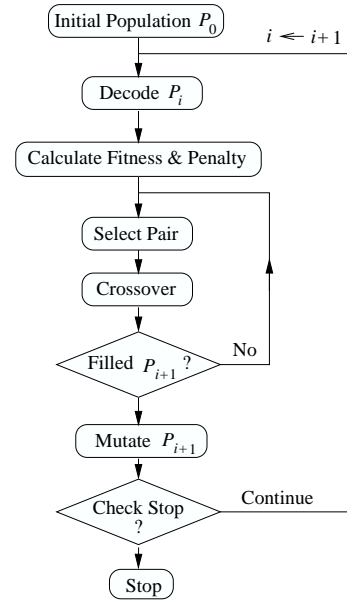 Initial Population P0
i ← i+1
Decode Pi
Calculate Fitness & Penalty
Select Pair
Crossover
Filled Pi+1 ?
No
Mutate Pi+1
Check Stop
?
Continue
Stop